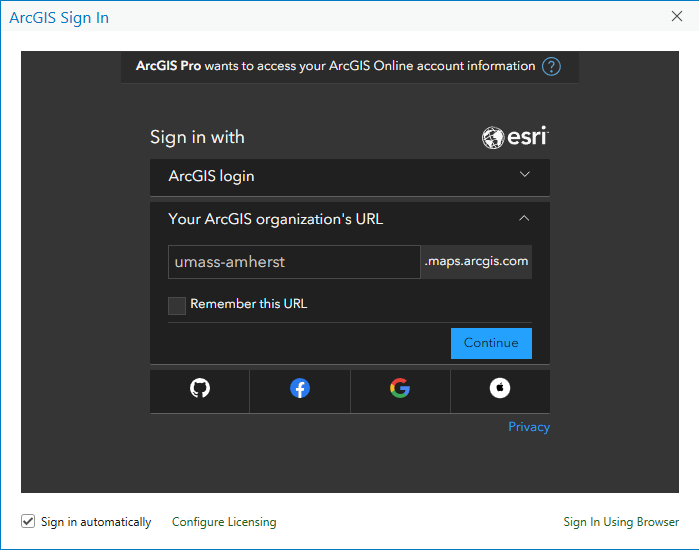 ArcGIS Sign In
ArcGIS Pro wants to access your ArcGIS Online account information ?
Sign in with
esri
ArcGIS login
Your ArcGIS organization's URL
umass-amherst .maps.arcgis.com
Remember this URL
Continue
Privacy
Sign in automatically Configure Licensing Sign In Using Browser